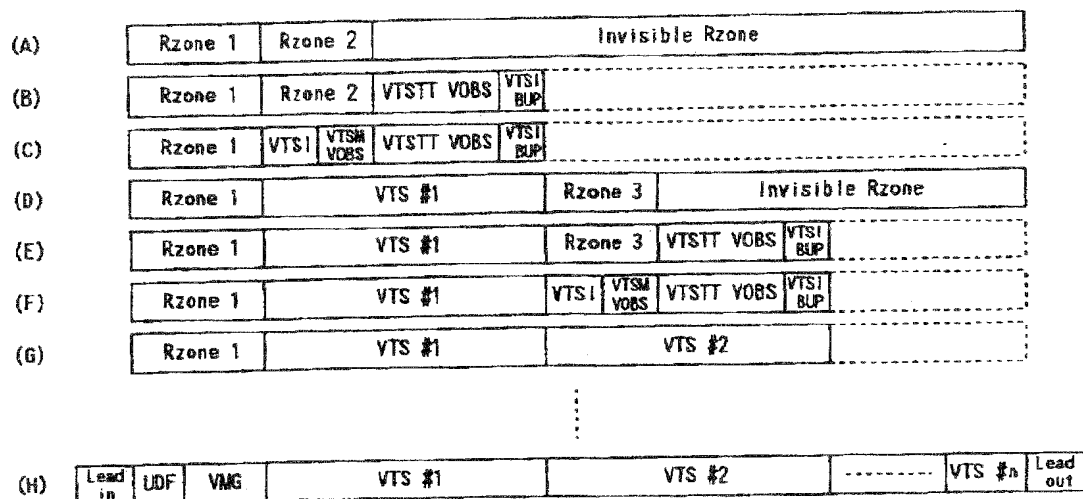 (A) Rzone 1 Rzone 2 Invisible Rzone
(B) Rzone 1 Rzone 2 VTSTT VOBS VTSI BUP
(C) Rzone 1 VTSI VTSM VOBS VTSTT VOBS VTSI BUP
(D) Rzone 1 VTS #1 Rzone 3 Invisible Rzone
(E) Rzone 1 VTS #1 Rzone 3 VTSTT VOBS VTSI BUP
(F) Rzone 1 VTS #1 VTSI VTSM VOBS VTSTT VOBS VTSI BUP
(G) Rzone 1 VTS #1 VTS #2
(H) Lead in UDF VMG VTS #1 VTS #2 VTS #n Lead out